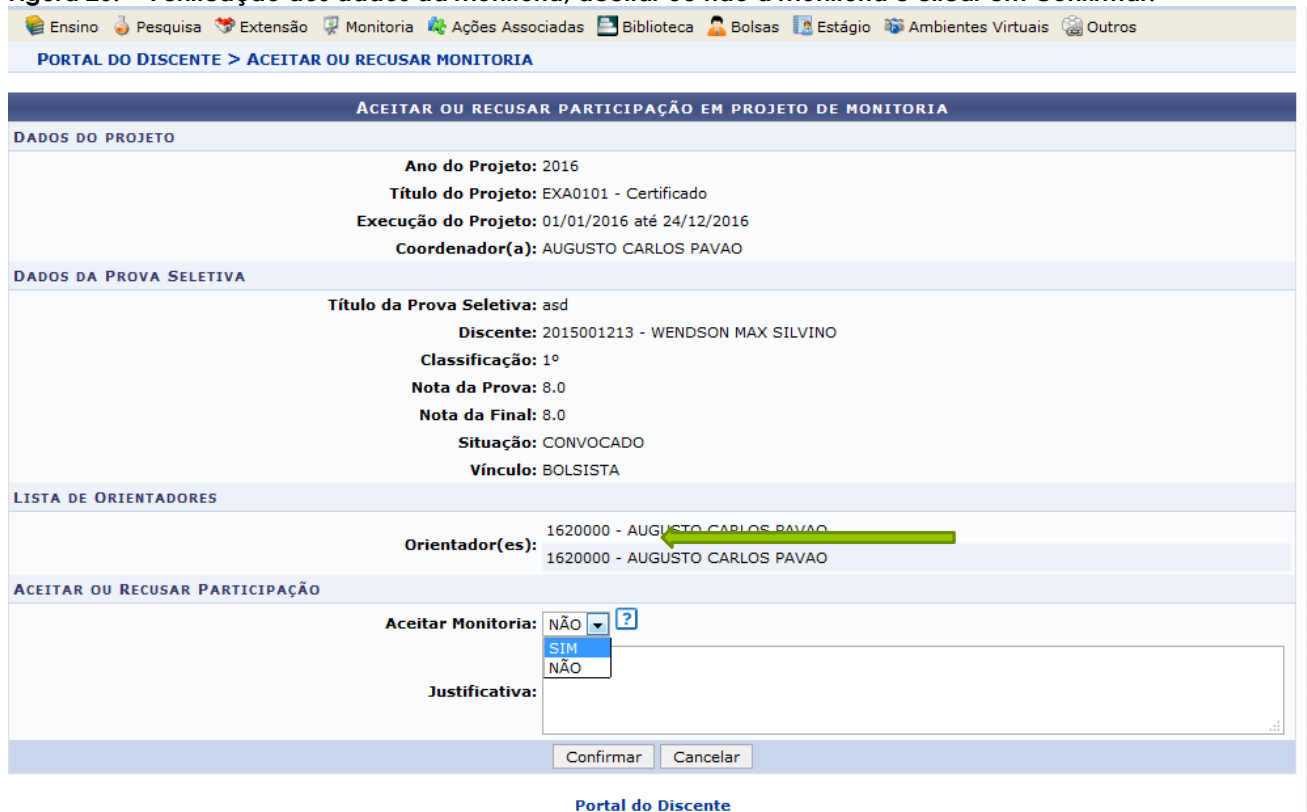 Ensino Pesquisa Extensão Monitoria Ações Associadas Biblioteca Bolsas Estágio Ambientes Virtuais Outros
PORTAL DO DISCENTE > ACEITAR OU RECUSAR MONITORIA
ACEITAR OU RECUSAR PARTICIPAÇÃO EM PROJETO DE MONITORIA
DADOS DO PROJETO
Ano do Projeto: 2016
Título do Projeto: EXA0101 - Certificado
Execução do Projeto: 01/01/2016 até 24/12/2016
Coordenador(a): AUGUSTO CARLOS PAVAO
DADOS DA PROVA SELETIVA
Título da Prova Seletiva: asd
Discente: 2015001213 - WENDSON MAX SILVINO
Classificação: 1º
Nota da Prova: 8.0
Nota da Final: 8.0
Situação: CONVOCADO
Vínculo: BOLSISTA
LISTA DE ORIENTADORES
1620000 - AUGUSTO CARLOS PAVAO
Orientador(es):
1620000 - AUGUSTO CARLOS PAVAO
ACEITAR OU RECUSAR PARTICIPAÇÃO
Aceitar Monitoria: NÃO ?
SIM
NÃO
Justificativa:
Confirmar Cancelar
Portal do Discente